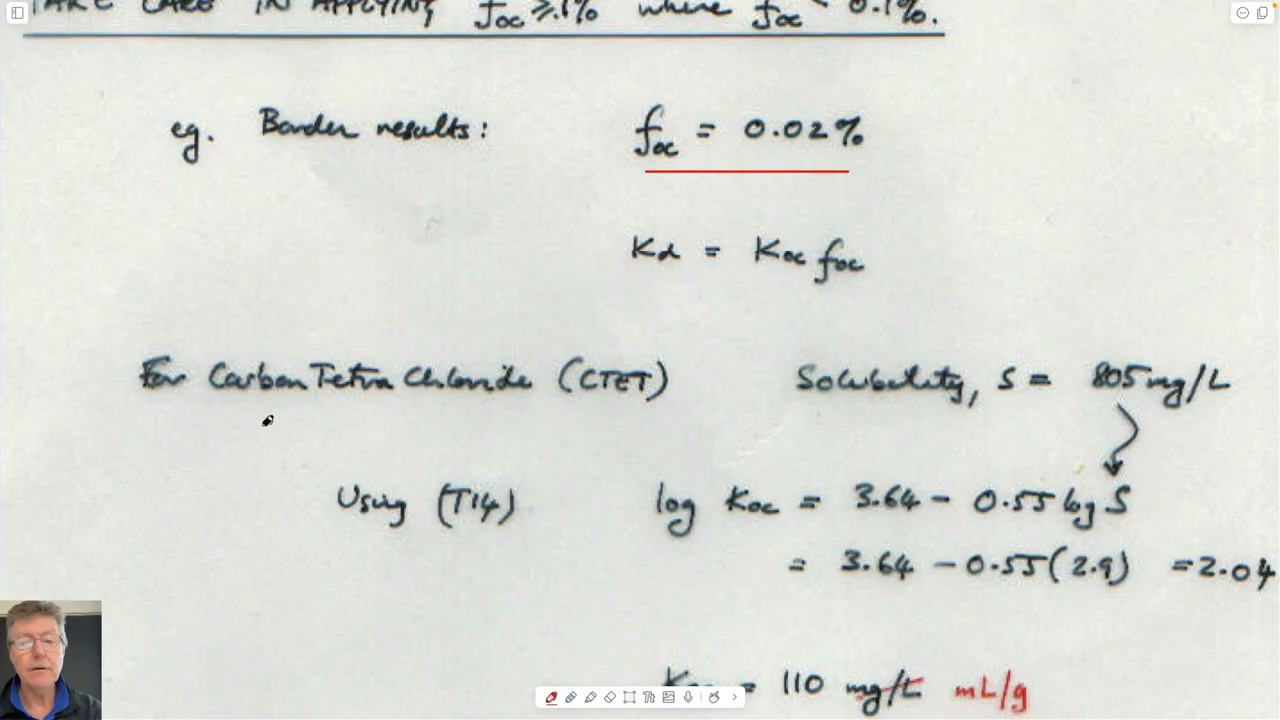 TAKE CARE IN APPLYING foc ≥.1% where foc < 0.1%.
eg. Borden results: foc = 0.02%
Kd = Koc foc
For Carbon Tetra Chloride (CTET) Solubility, S = 805 mg/L
Using (T14) log Koc = 3.64 - 0.55 log S
= 3.64 - 0.55(2.9) = 2.04
Koc = 110 mg/L mL/g